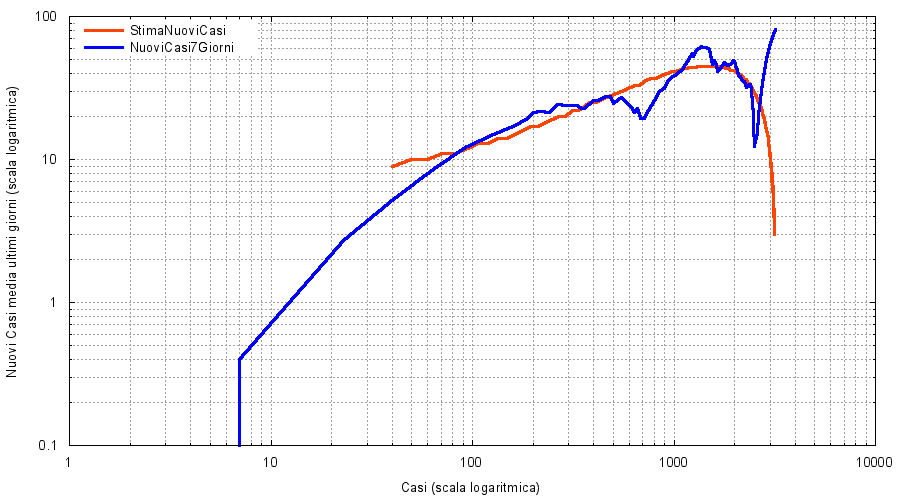 StimaNuoviCasi
NuoviCasi7Giorni
Nuovi Casi media ultimi giorni (scala logaritmica)
100
10
1
0.1
1
10
100
1000
10000
Casi (scala logaritmica)